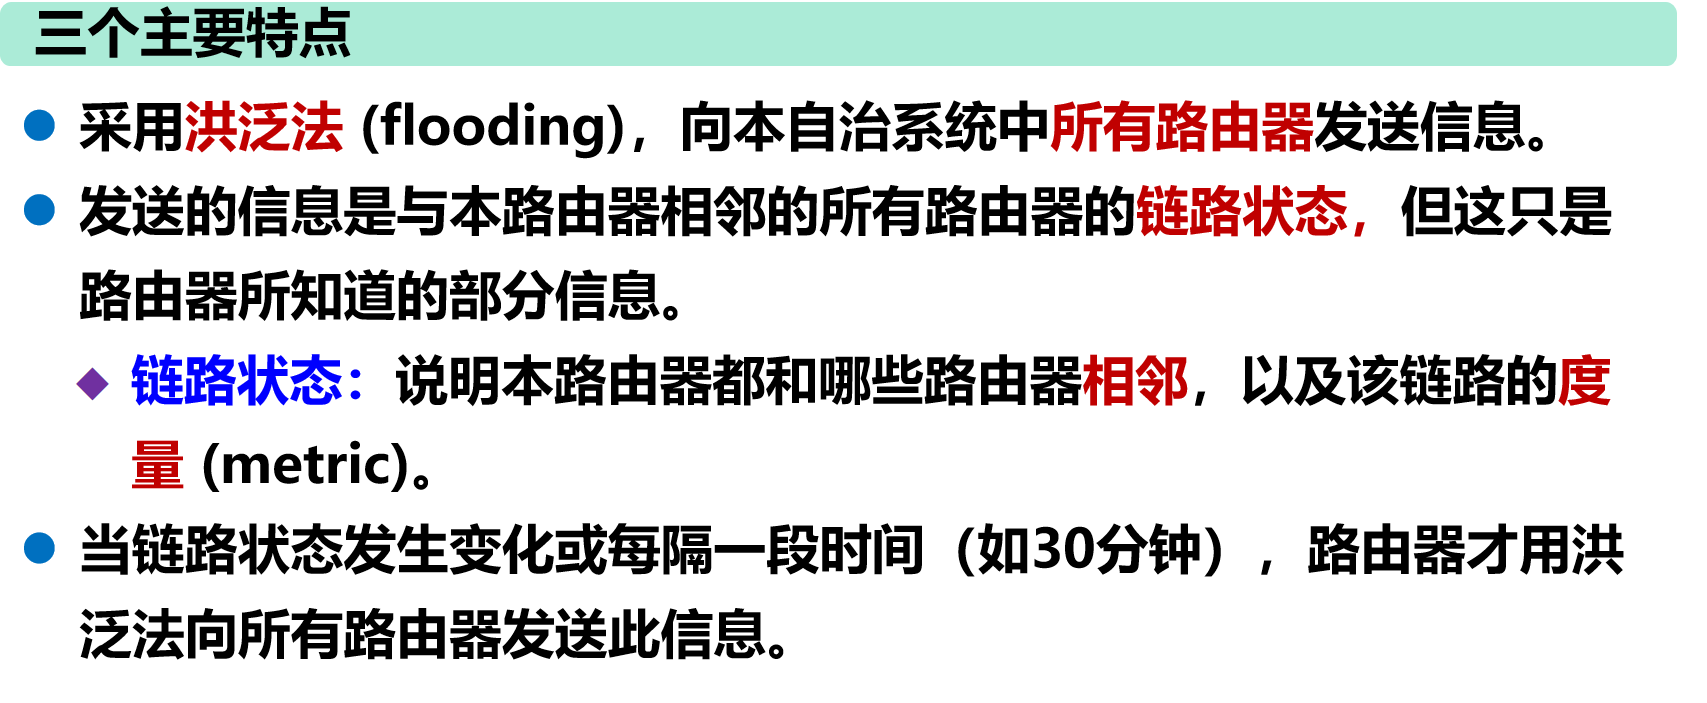 三个主要特点
采用洪泛法 (flooding)，向本自治系统中所有路由器发送信息。
发送的信息是与本路由器相邻的所有路由器的链路状态，但这只是
路由器所知道的部分信息。
链路状态：说明本路由器都和哪些路由器相邻，以及该链路的度
量 (metric)。
当链路状态发生变化或每隔一段时间（如30分钟），路由器才用洪
泛法向所有路由器发送此信息。